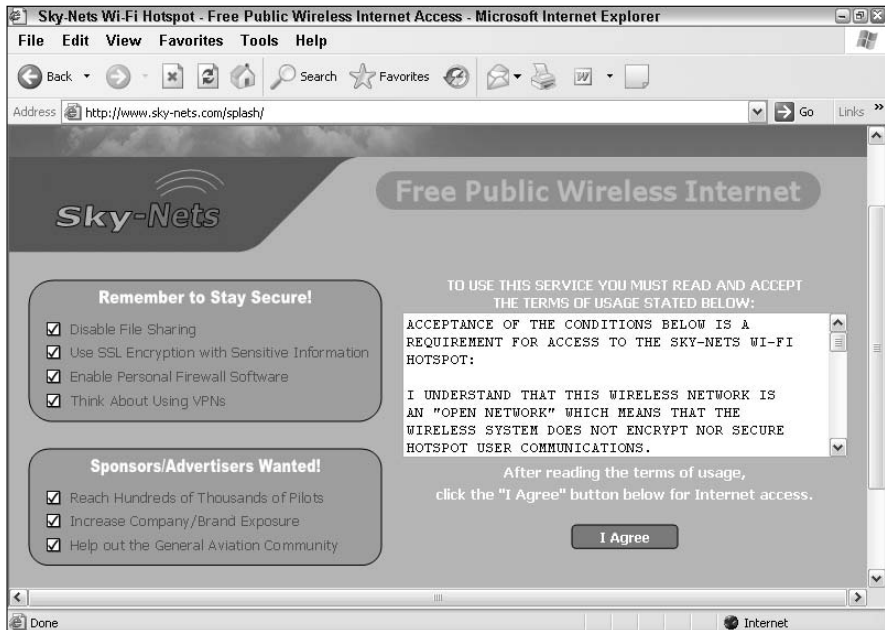 Sky-Nets Wi-Fi Hotspot - Free Public Wireless Internet Access - Microsoft Internet Explorer
File Edit View Favorites Tools Help
Back Search Favorites W
Address http://www.sky-nets.com/splash/ Go Links »
Sky-Nets
Free Public Wireless Internet
Remember to Stay Secure!
Disable File Sharing
Use SSL Encryption with Sensitive Information
Enable Personal Firewall Software
Think About Using VPNs
Sponsors/Advertisers Wanted!
Reach Hundreds of Thousands of Pilots
Increase Company/Brand Exposure
Help out the General Aviation Community
TO USE THIS SERVICE YOU MUST READ AND ACCEPT
THE TERMS OF USAGE STATED BELOW:
ACCEPTANCE OF THE CONDITIONS BELOW IS A
REQUIREMENT FOR ACCESS TO THE SKY-NETS WI-FI
HOTSPOT:
I UNDERSTAND THAT THIS WIRELESS NETWORK IS
AN "OPEN NETWORK" WHICH MEANS THAT THE
WIRELESS SYSTEM DOES NOT ENCRYPT NOR SECURE
HOTSPOT USER COMMUNICATIONS.
After reading the terms of usage,
click the "I Agree" button below for Internet access.
I Agree
Done Internet